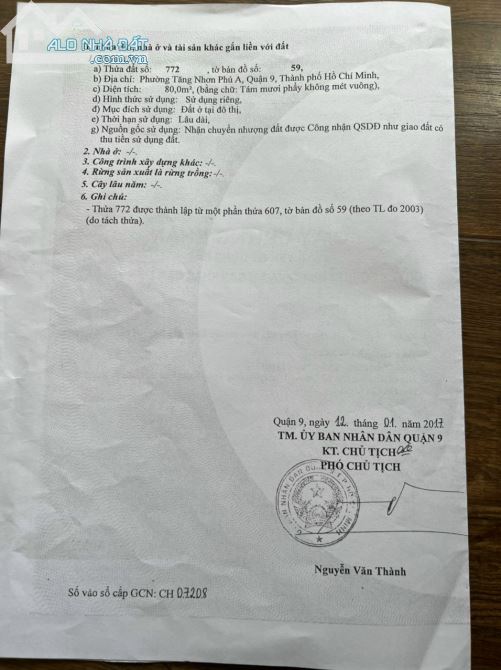 ALO NHÀ ĐẤT
nhà ở và tài sản khác gắn liền với đất
a) Thửa đất số: 772 , tờ bản đồ số: 59,
b) Địa chỉ: Phường Tăng Nhơn Phú A, Quận 9, Thành phố Hồ Chí Minh,
c) Diện tích: 80,0m², (bằng chữ: Tám mươi phẩy không mét vuông),
d) Hình thức sử dụng: Sử dụng riêng,
đ) Mục đích sử dụng: Đất ở tại đô thị,
e) Thời hạn sử dụng: Lâu dài,
g) Nguồn gốc sử dụng: Nhận chuyển nhượng đất được Công nhận QSDĐ như giao đất có
thu tiền sử dụng đất.
2. Nhà ở: -/-.
3. Công trình xây dựng khác: -/-.
4. Rừng sản xuất là rừng trồng: -/-.
5. Cây lâu năm: -/-.
6. Ghi chú:
- Thửa 772 được thành lập từ một phần thửa 607, tờ bản đồ số 59 (theo TL đo 2003)
(do tách thửa).
Quận 9, ngày 12 tháng 01 năm 2017
TM. ỦY BAN NHÂN DÂN QUẬN 9
KT. CHỦ TỊCH
PHÓ CHỦ TỊCH
Nguyễn Văn Thành
Số vào sổ cấp GCN: CH 07208